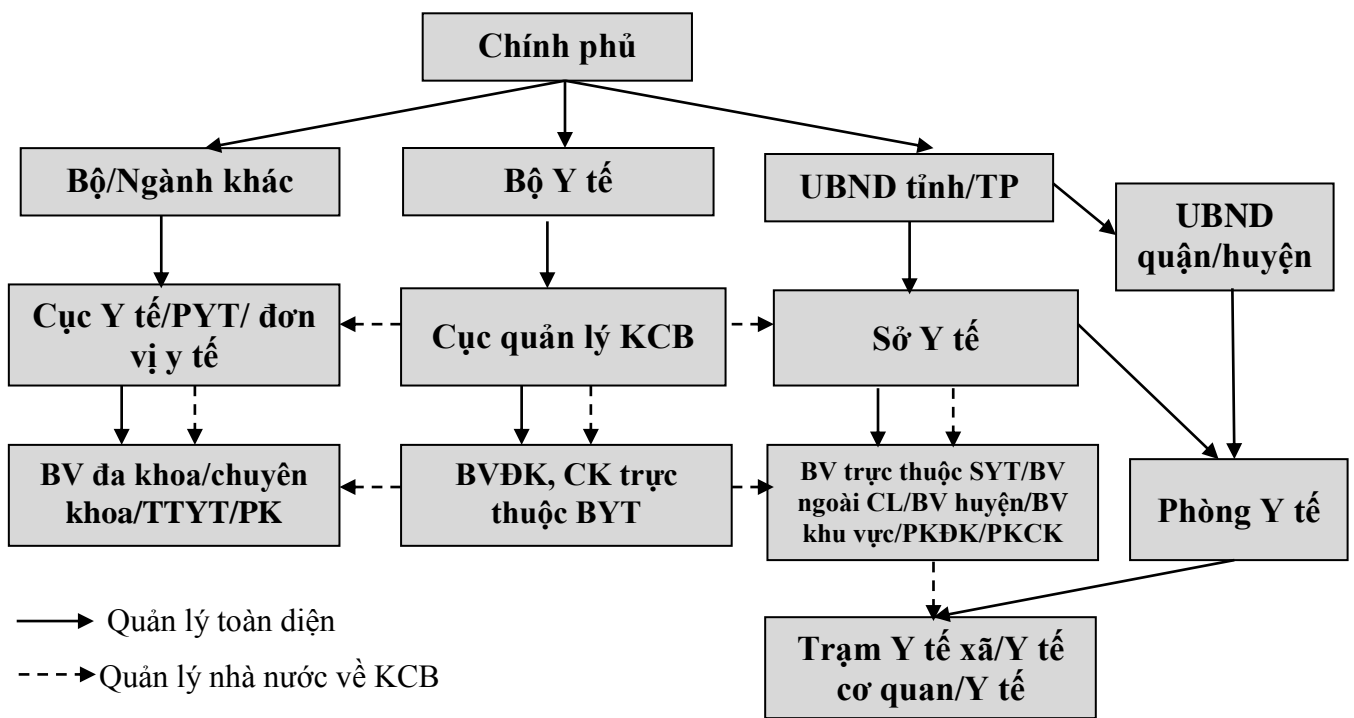 Chính phủ
Bộ/Ngành khác
Bộ Y tế
UBND tỉnh/TP
UBND
quận/huyện
Cục Y tế/PYT/ đơn
vị y tế
Cục quản lý KCB
Sở Y tế
BV đa khoa/chuyên
khoa/TTYT/PK
BVĐK, CK trực
thuộc BYT
BV trực thuộc SYT/BV
ngoài CL/BV huyện/BV
khu vực/PKĐK/PKCK
Phòng Y tế
Quản lý toàn diện
Quản lý nhà nước về KCB
Trạm Y tế xã/Y tế
cơ quan/Y tế